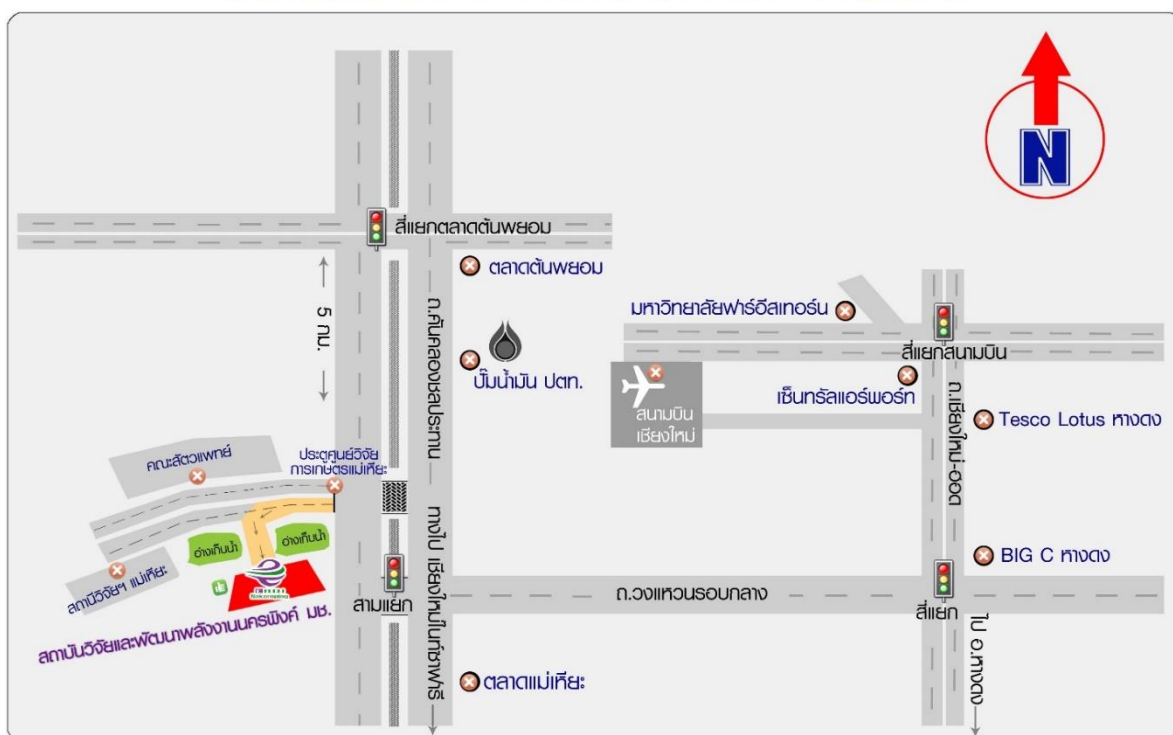 N
สี่แยกตลาดต้นพยอม
ตลาดต้นพยอม
5 กม.
ถ.คันคลองชลประทาน
ปั๊มน้ำมัน ปตท.
มหาวิทยาลัยฟาร์อีสเทอร์น
สี่แยกสนามบิน
เซ็นทรัลแอร์พอร์ท
สนามบิน
เชียงใหม่
ถ.เชียงใหม่-ฮอด
Tesco Lotus หางดง
คณะสัตวแพทย์
ประตูศูนย์วิจัย
การเกษตรแม่เหียะ
อ่างเก็บน้ำ
อ่างเก็บน้ำ
สถานีวิจัยฯ แม่เหียะ
สถาบันวิจัยและพัฒนาพลังงานนครพิงค์ มช.
สามแยก
ทางไป เชียงใหม่ไนท์ซาฟารี
ถ.วงแหวนรอบกลาง
BIG C หางดง
สี่แยก
ไป อ.หางดง
ตลาดแม่เหียะ